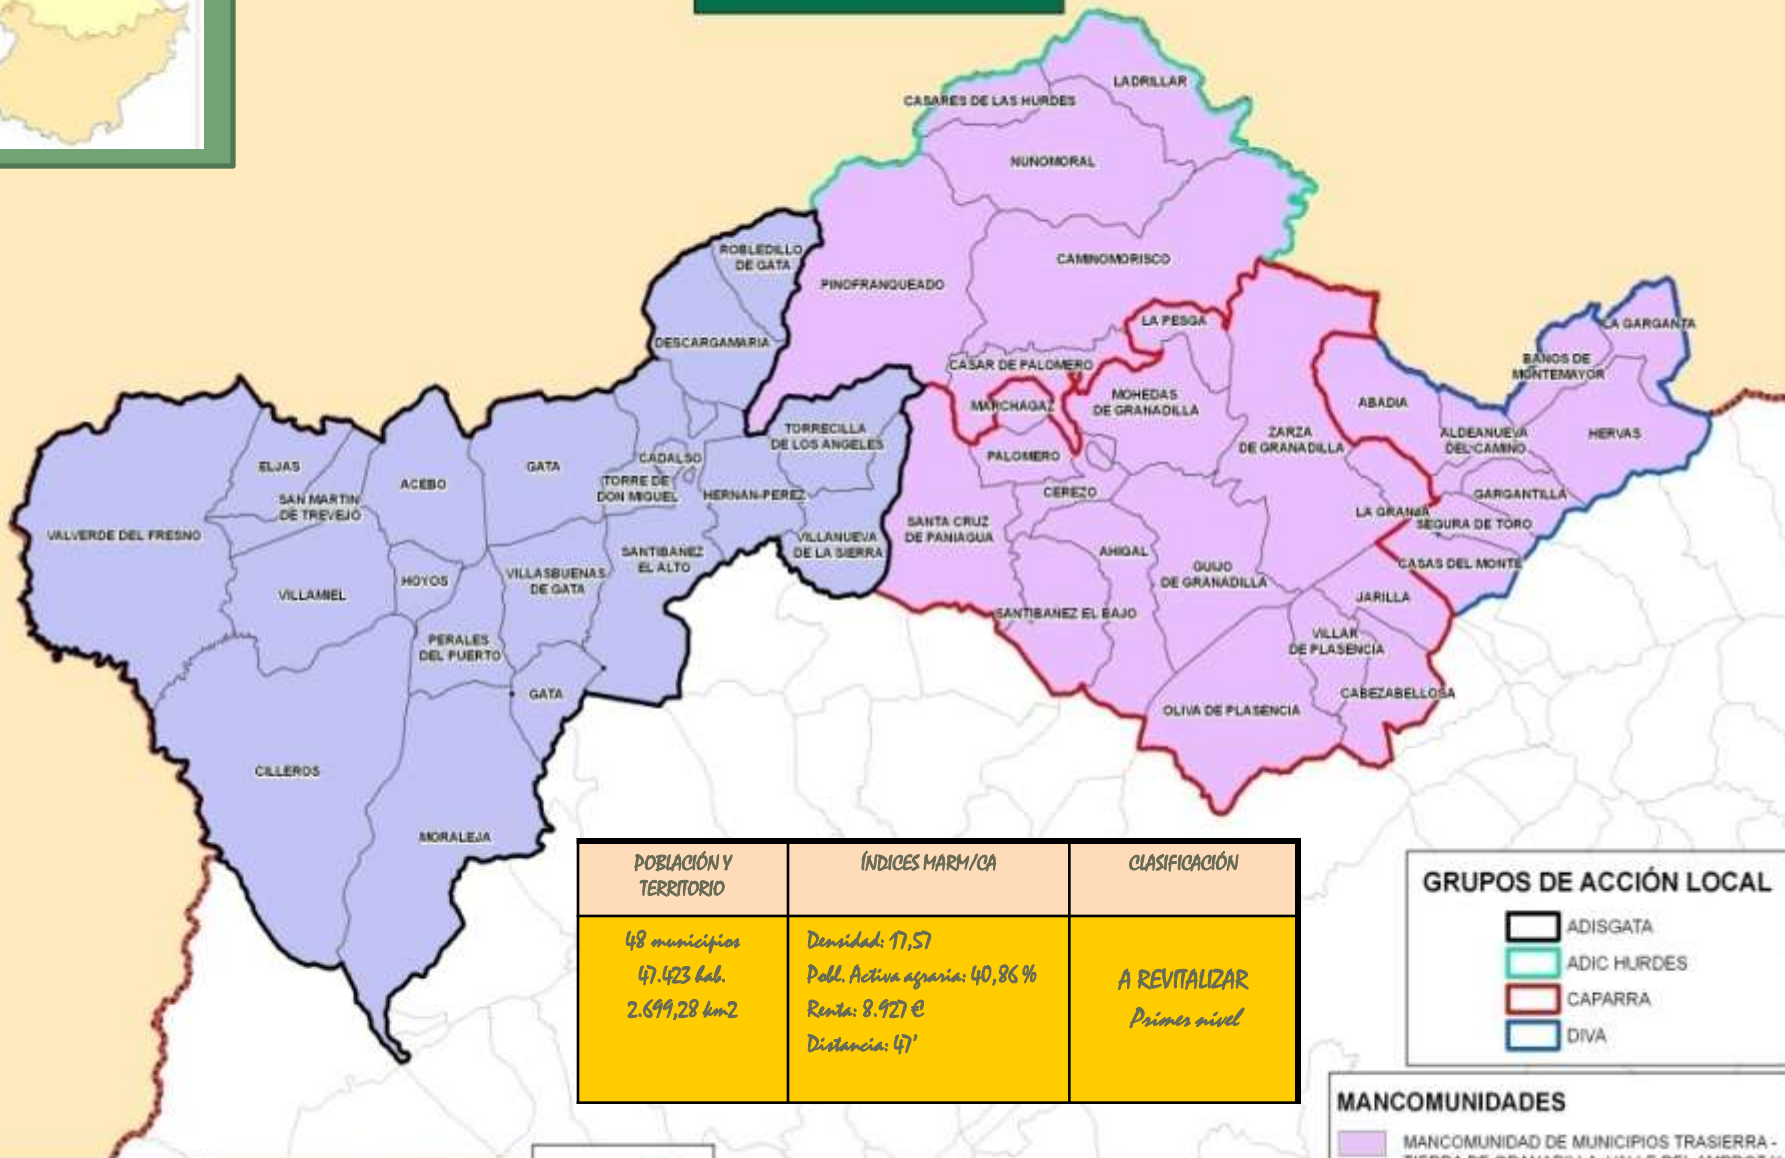 LADRILLAR
CASARES DE LAS HURDES
NUNOMORAL
ROBLEDILLO
DE GATA
CAMINOMORISCO
PINOFRANQUEADO
LA PESGA
LA GARGANTA
DESCARGAMARIA
CASAR DE PALOMERO
BAÑOS DE
MONTEMAYOR
MARCHAGAZ
MOHEDAS
DE GRANADILLA
ABADIA
TORRECILLA
DE LOS ANGELES
ZARZA
DE GRANADILLA
ALDEANUEVA
DEL CAMINO
HERVAS
ELJAS
GATA
CADALSO
PALOMERO
ACEBO
TORRE DE
DON MIGUEL
HERNAN-PEREZ
CEREZO
GARGANTILLA
SAN MARTIN
DE TREVEJO
LA GRANJA
SEGURA DE TORO
VALVERDE DEL FRESNO
SANTA CRUZ
DE PANIAGUA
VILLANUEVA
DE LA SIERRA
SANTIBAÑEZ
EL ALTO
AHIGAL
GUIJO
DE GRANADILLA
CASAS DEL MONTE
VILLAMIEL
HOYOS
VILLASBUENAS
DE GATA
JARILLA
SANTIBAÑEZ EL BAJO
PERALES
DEL PUERTO
VILLAR
DE PLASENCIA
GATA
CABEZABELLOSA
OLIVA DE PLASENCIA
CILLEROS
MORALEJA
POBLACIÓN Y
TERRITORIO
ÍNDICES MARM/CA
CLASIFICACIÓN
48 municipios
47.423 hab.
2.699,28 km2
Densidad: 17,57
Pobl. Activa agraria: 40,86 %
Renta: 8.927 €
Distancia: 47'
A REVITALIZAR
Primer nivel
GRUPOS DE ACCIÓN LOCAL
ADISGATA
ADIC HURDES
CAPARRA
DIVA
MANCOMUNIDADES
MANCOMUNIDAD DE MUNICIPIOS TRASIERRA -